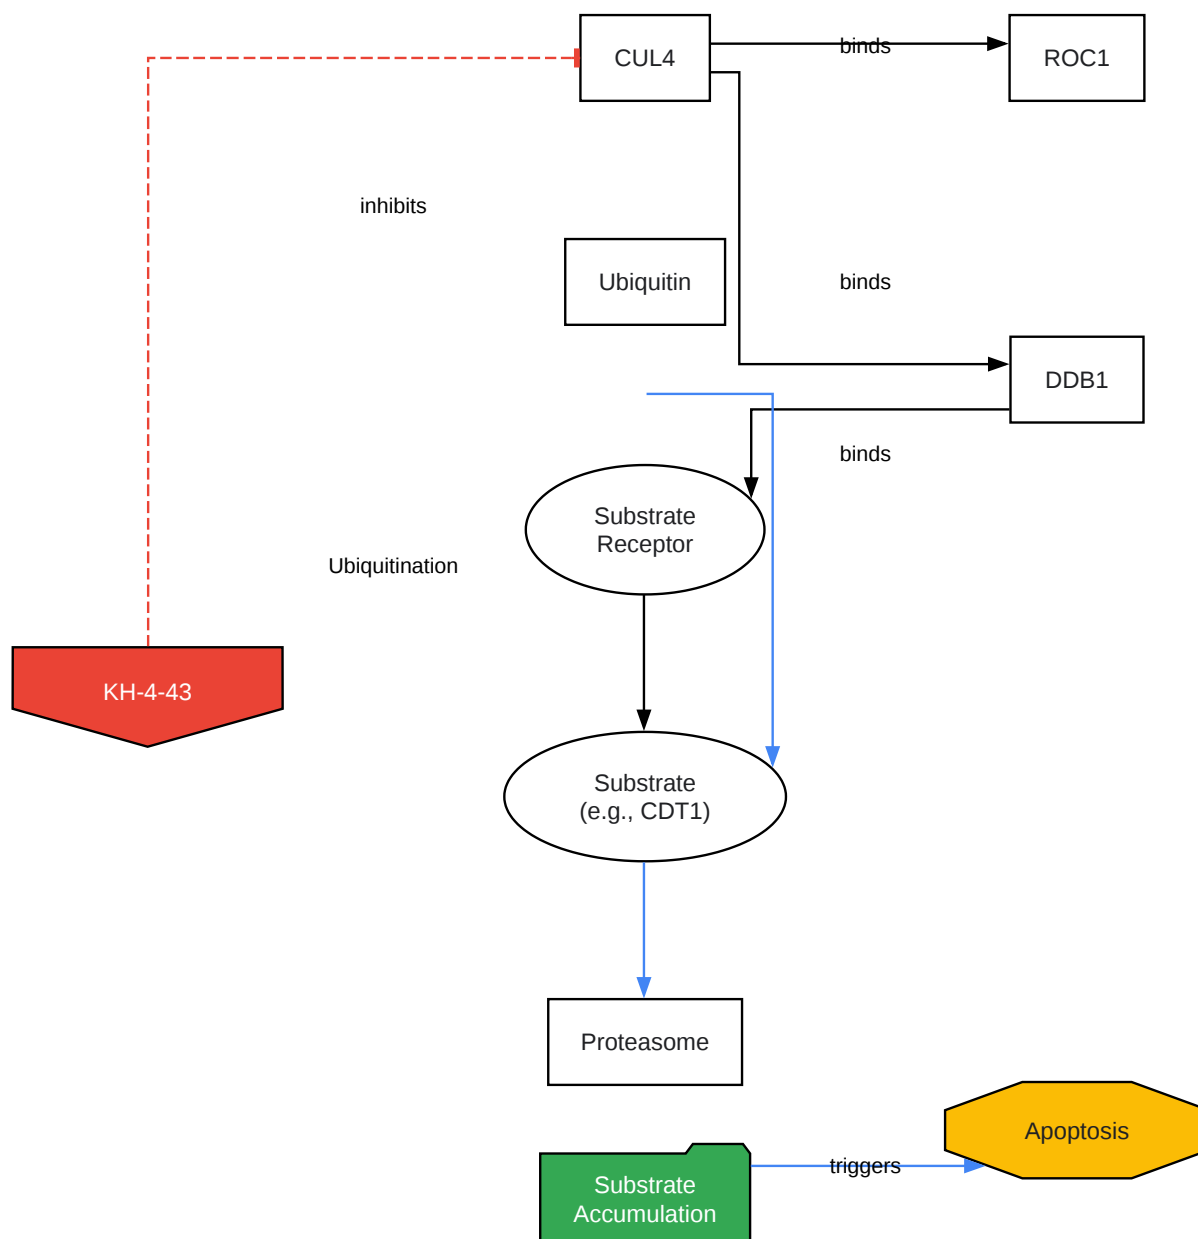 CUL4
binds
ROC1
inhibits
Ubiquitin
binds
DDB1
binds
Substrate
Receptor
Ubiquitination
KH-4-43
Substrate
(e.g., CDT1)
Proteasome
Apoptosis
triggers
Substrate
Accumulation